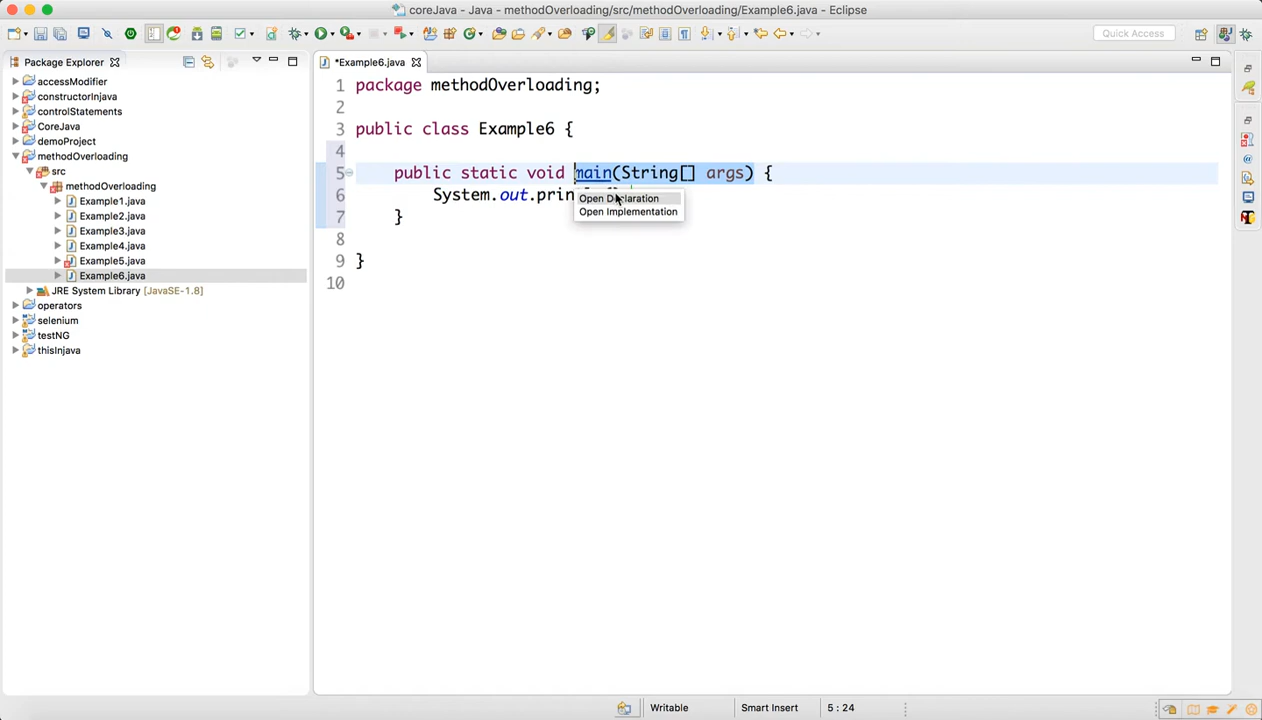 coreJava - Java - methodOverloading/src/methodOverloading/Example6.java - Eclipse
Quick Access
Package Explorer
accessModifier
constructorInjava
controlStatements
CoreJava
demoProject
methodOverloading
src
methodOverloading
Example1.java
Example2.java
Example3.java
Example4.java
Example5.java
Example6.java
JRE System Library [JavaSE-1.8]
operators
selenium
testNG
thisInjava
*Example6.java
1 package methodOverloading;
2
3 public class Example6 {
4
5 public static void main(String[] args) {
6 System.out.prin
7 }
8
9 }
10
Open Declaration
Open Implementation
Writable
Smart Insert
5 : 24